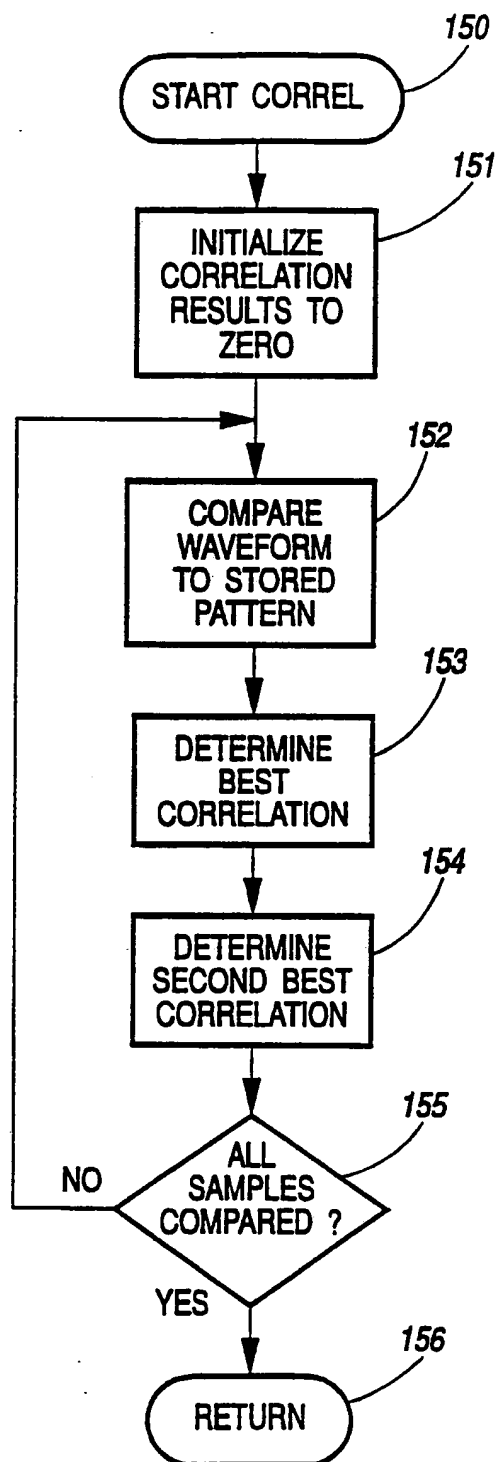 150
START CORREL
151
INITIALIZE
CORRELATION
RESULTS TO
ZERO
152
COMPARE
WAVEFORM
TO STORED
PATTERN
153
DETERMINE
BEST
CORRELATION
154
DETERMINE
SECOND BEST
CORRELATION
155
ALL
SAMPLES
COMPARED ?
NO
YES
156
RETURN